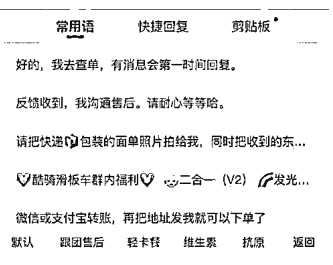 常用语 快捷回复 剪贴板
好的，我去查单，有消息会第一时间回复。
反馈收到，我沟通售后。请耐心等等哈。
请把快递📦包装的面单照片拍给我，同时把收到的东...
酷骑滑板车群内福利 二合一（V2） 发光...
微信或支付宝转账，再把地址发我就可以下单了
默认 跟团售后 轻卡餐 维生素 抗原 返回